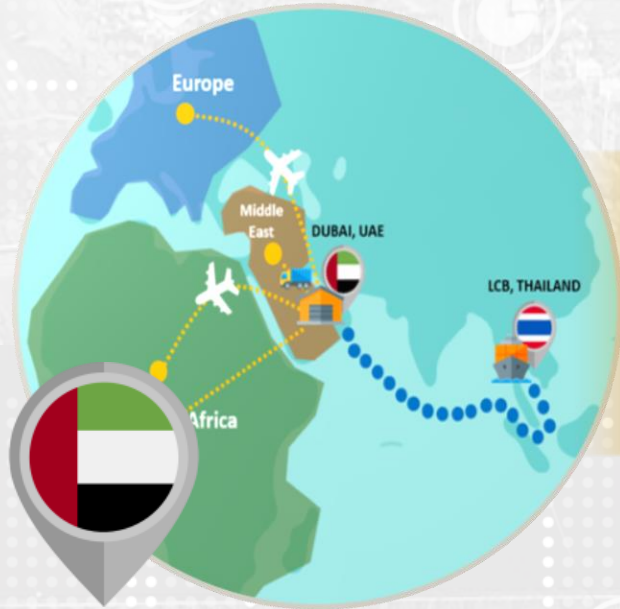 Europe
Middle
East
DUBAI, UAE
LCB, THAILAND
Africa